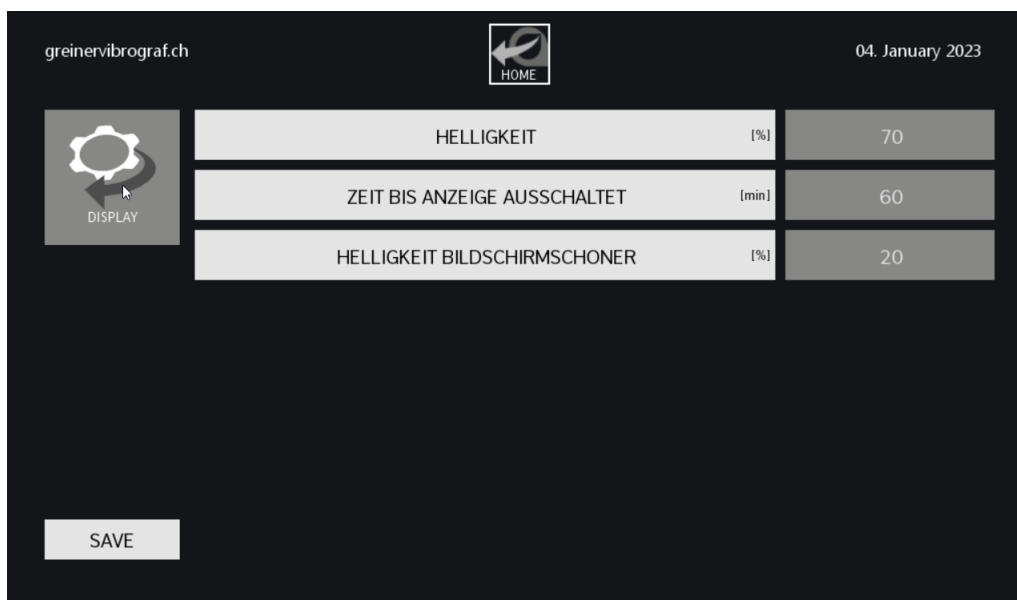 greinervibrograf.ch
HOME
04. January 2023
DISPLAY
HELLIGKEIT [%] 70
ZEIT BIS ANZEIGE AUSSCHALTET [min] 60
HELLIGKEIT BILDSCHIRMSCHONER [%] 20
SAVE